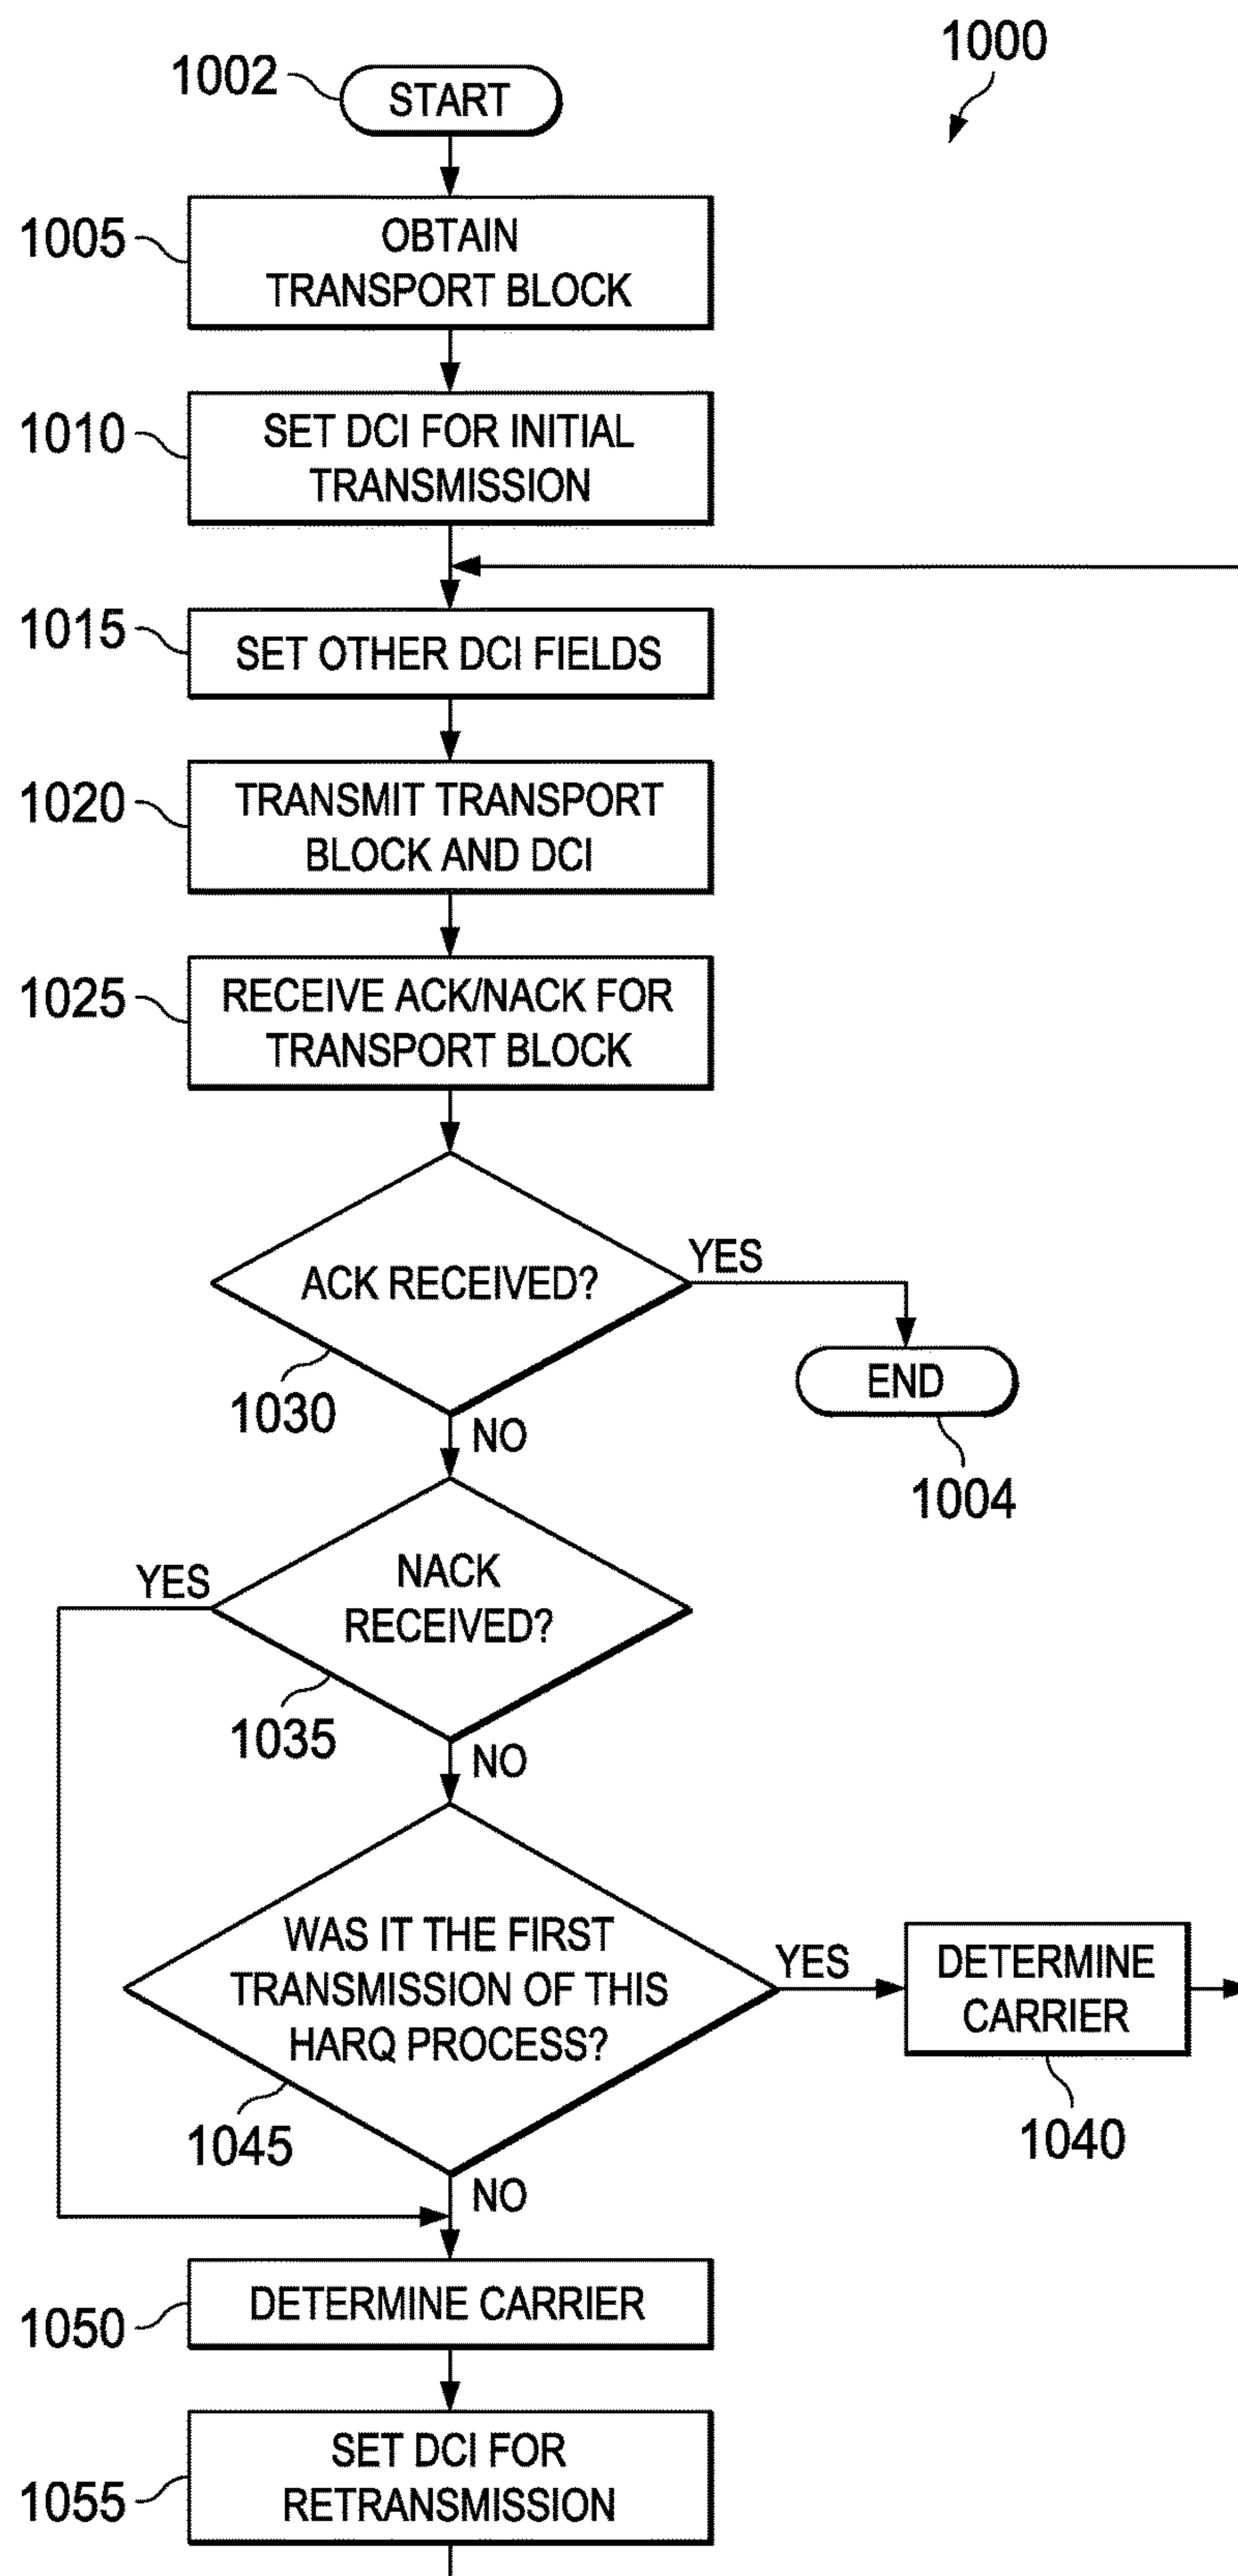 1000
1002
START
1005
OBTAIN
TRANSPORT BLOCK
1010
SET DCI FOR INITIAL
TRANSMISSION
1015
SET OTHER DCI FIELDS
1020
TRANSMIT TRANSPORT
BLOCK AND DCI
1025
RECEIVE ACK/NACK FOR
TRANSPORT BLOCK
ACK RECEIVED?
YES
1030
NO
END
1004
NACK
RECEIVED?
YES
1035
NO
WAS IT THE FIRST
TRANSMISSION OF THIS
HARQ PROCESS?
YES
1045
NO
DETERMINE
CARRIER
1040
1050
DETERMINE CARRIER
1055
SET DCI FOR
RETRANSMISSION